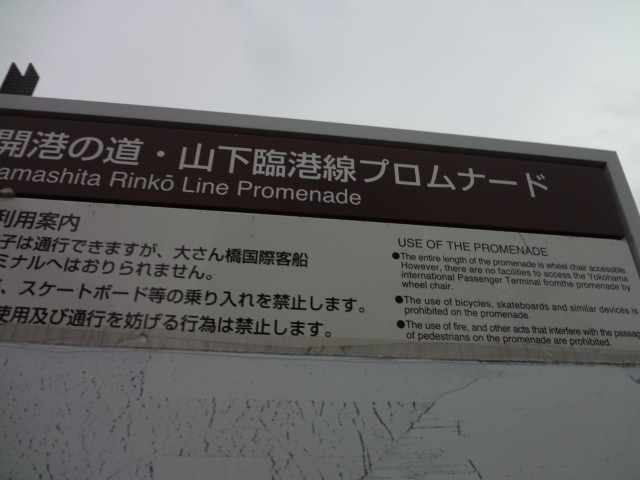 開港の道・山下臨港線プロムナード
amashita Rinkō Line Promenade
利用案内
子は通行できますが、大さん橋国際客船
ミナルへはおりられません。
、スケートボード等の乗り入れを禁止します。
使用及び通行を妨げる行為は禁止します。
USE OF THE PROMENADE
●The entire length of the promenade is wheel chair accessible.
However, there are no facilities to access the Yokohama
international Passenger Terminal fromthe promenade by
wheel chair.
●The use of bicycles, skateboards and similar devices is
prohibited on the promenade.
●The use of fire, and other acts that interfere with the passag
of pedestrians on the promenade are prohibited.